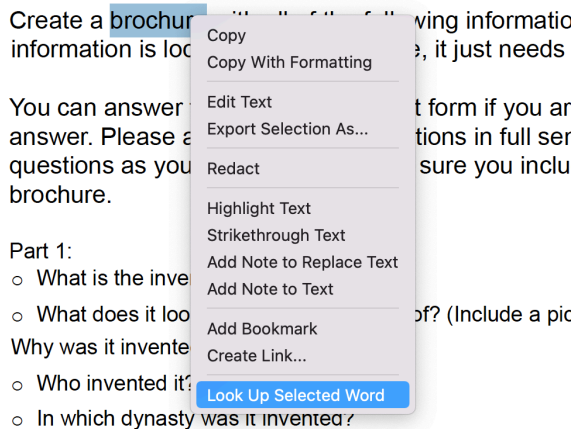 Create a brochur wing informatio
information is loc , it just needs
You can answer t form if you ar
answer. Please a tions in full ser
questions as you sure you inclu
brochure.
Part 1:
What is the inve
What does it loo of? (Include a pic
Why was it invente
Who invented it?
In which dynasty was it invented?
Copy
Copy With Formatting
Edit Text
Export Selection As...
Redact
Highlight Text
Strikethrough Text
Add Note to Replace Text
Add Note to Text
Add Bookmark
Create Link...
Look Up Selected Word